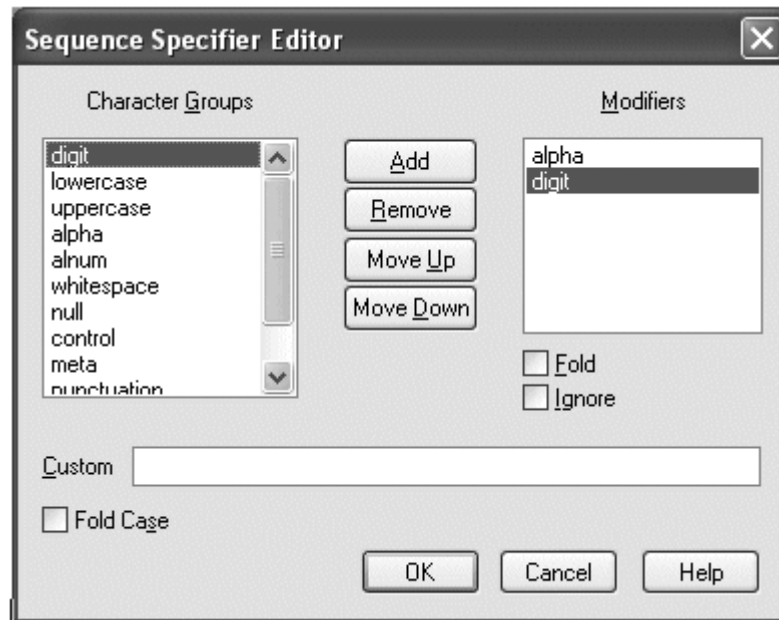 Sequence Specifier Editor
Character Groups
Modifiers
digit
lowercase
uppercase
alpha
alnum
whitespace
null
control
meta
punctuation
Add
Remove
Move Up
Move Down
alpha
digit
Fold
Ignore
Custom
Fold Case
OK
Cancel
Help